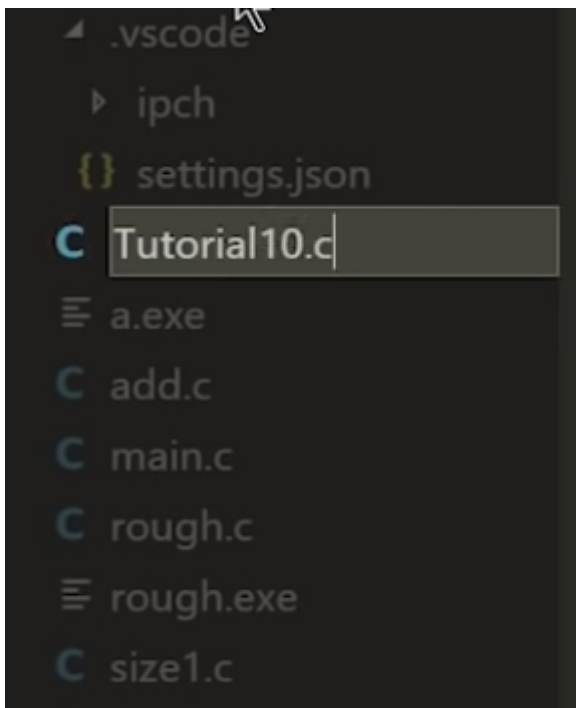 .vscode
ipch
{} settings.json
C Tutorial10.c
a.exe
C add.c
C main.c
C rough.c
rough.exe
C size1.c